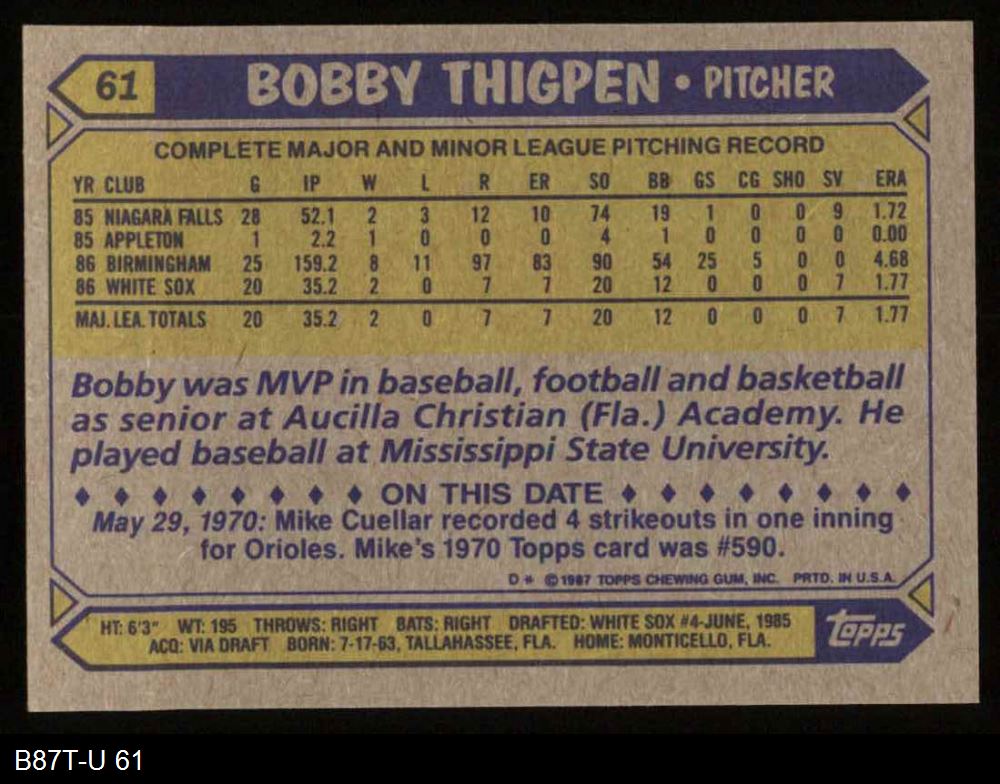 61 BOBBY THIGPEN • PITCHER
COMPLETE MAJOR AND MINOR LEAGUE PITCHING RECORD
YR CLUB G IP W L R ER SO BB GS CG SHO SV ERA
85 NIAGARA FALLS 28 52.1 2 3 12 10 74 19 1 0 0 9 1.72
85 APPLETON 1 2.2 1 0 0 0 4 1 0 0 0 0 0.00
86 BIRMINGHAM 25 159.2 8 11 97 83 90 54 25 5 0 0 4.68
86 WHITE SOX 20 35.2 2 0 7 7 20 12 0 0 0 7 1.77
MAJ. LEA. TOTALS 20 35.2 2 0 7 7 20 12 0 0 0 7 1.77
Bobby was MVP in baseball, football and basketball
as senior at Aucilla Christian (Fla.) Academy. He
played baseball at Mississippi State University.
♦ ♦ ♦ ♦ ♦ ♦ ♦ ♦ ON THIS DATE ♦ ♦ ♦ ♦ ♦ ♦ ♦ ♦
May 29, 1970: Mike Cuellar recorded 4 strikeouts in one inning
for Orioles. Mike's 1970 Topps card was #590.
D* © 1987 TOPPS CHEWING GUM, INC. PRTD. IN U.S.A.
HT: 6'3" WT: 195 THROWS: RIGHT BATS: RIGHT DRAFTED: WHITE SOX #4-JUNE, 1985
ACQ: VIA DRAFT BORN: 7-17-63, TALLAHASSEE, FLA. HOME: MONTICELLO, FLA.
topps
B87T-U 61